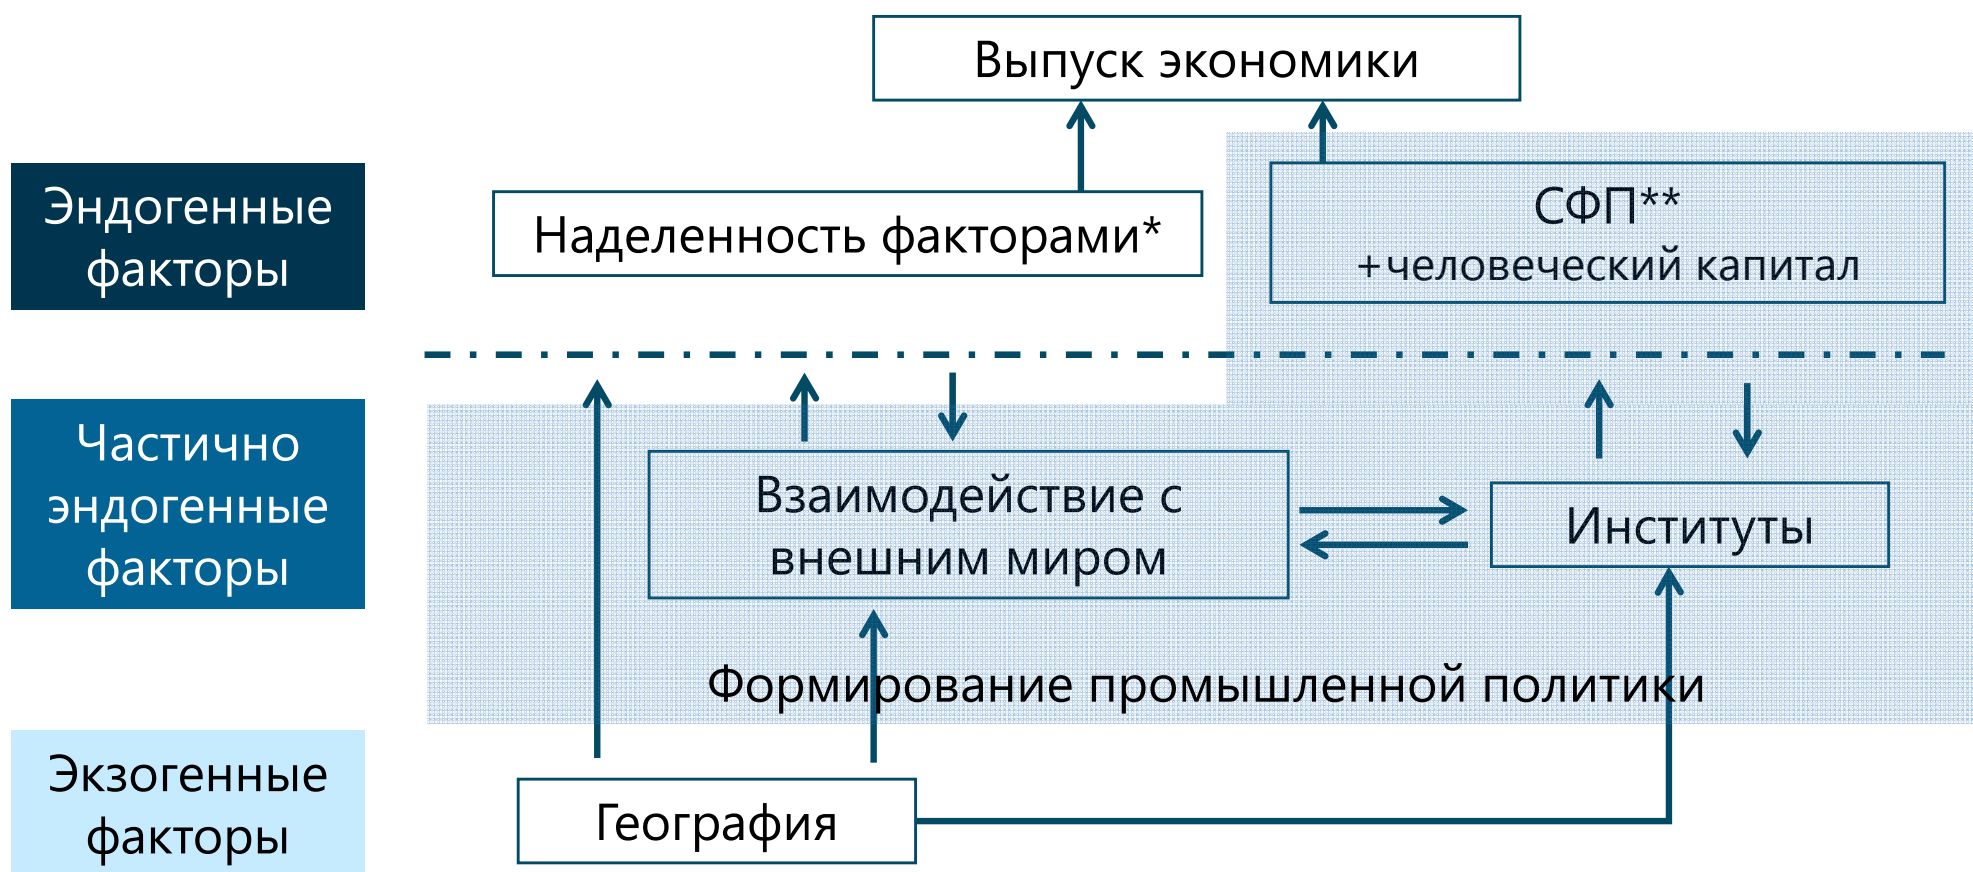 Выпуск экономики
Эндогенные
факторы
Наделенность факторами*
СФП**
+человеческий капитал
Частично
эндогенные
факторы
Взаимодействие с
внешним миром
Институты
Формирование промышленной политики
Экзогенные
факторы
География